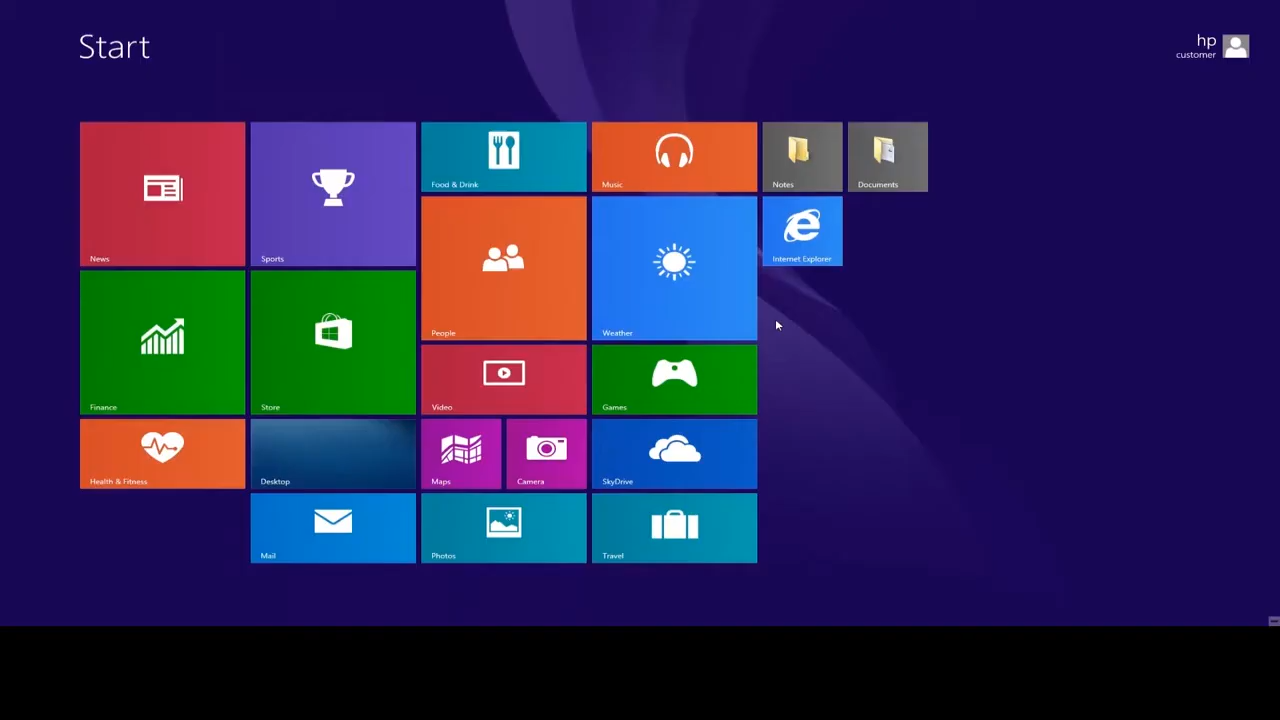 Start
hp
customer
News
Sports
Food & Drink
Music
Notes
Documents
Internet Explorer
People
Weather
Finance
Store
Video
Games
Health & Fitness
Desktop
Maps
Camera
SkyDrive
Mail
Photos
Travel